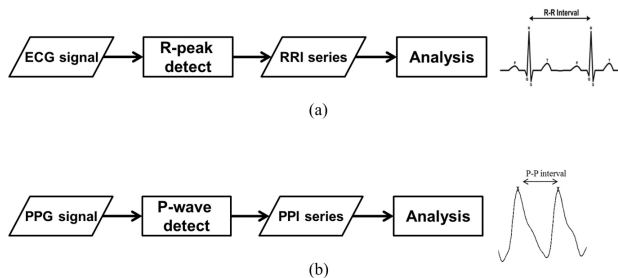 R-R Interval
ECG signal
R-peak
detect
RRI series
Analysis
(a)
P-P interval
PPG signal
P-wave
detect
PPI series
Analysis
(b)